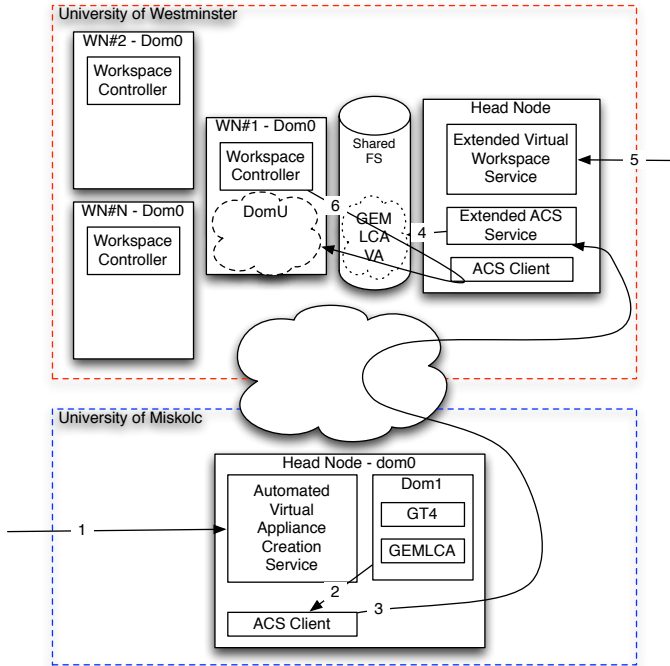 University of Westminster
WN#2 - Dom0
Workspace
Controller
WN#1 - Dom0
Workspace
Controller
DomU
WN#N - Dom0
Workspace
Controller
Shared
FS
GEM
LCA
VA
Head Node
Extended Virtual
Workspace
Service
Extended ACS
Service
ACS Client
5
6
4
University of Miskolc
Head Node - dom0
Automated
Virtual
Appliance
Creation
Service
Dom1
GT4
GEMLCA
ACS Client
1
2
3